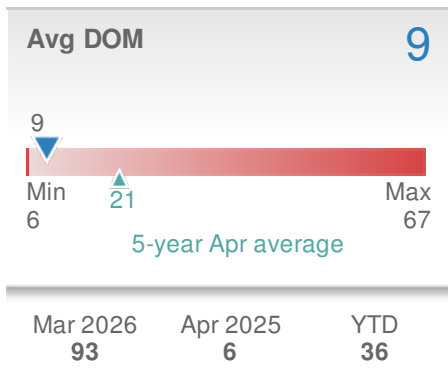 Avg DOM 9
9
Min Max
6 21 67
5-year Apr average
Mar 2026 Apr 2025 YTD
93 6 36